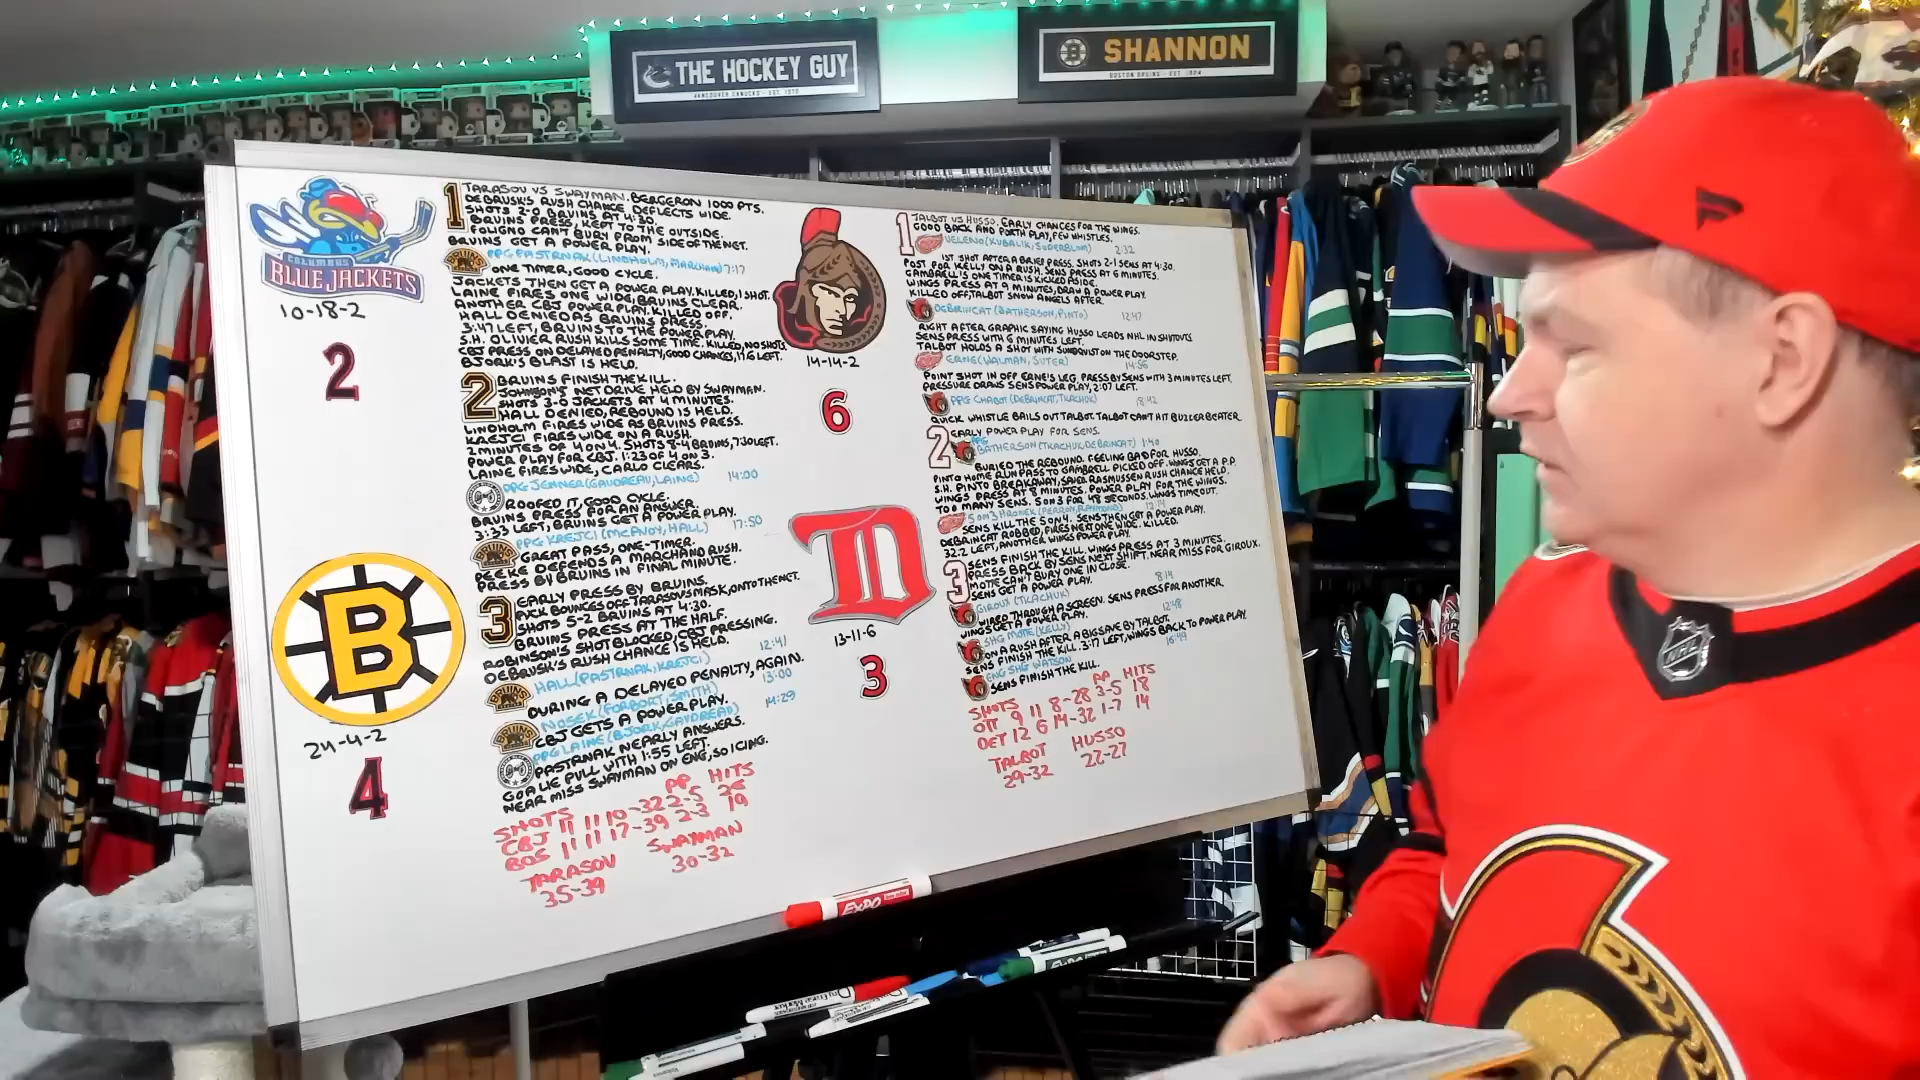 THE HOCKEY GUY
VANCOUVER CANUCKS - EST. 1970
SHANNON
BOSTON BRUINS - EST. 1924
COLUMBUS
BLUE JACKETS
10-18-2
2
B
24-4-2
4
1
TARASOV VS SWAYMAN. BERGERON 1000 PTS.
DEBRUSK'S RUSH CHANCE DEFLECTS WIDE.
SHOTS 2-0 BRUINS AT 4:30.
BRUINS PRESS, KEPT TO THE OUTSIDE.
FOLIGNO CAN'T BURY FROM SIDE OF THE NET.
BRUINS GET A POWER PLAY.
BRUINS PPG PASTRNAK (LINDHOLM, MARCHAND) 7:17
ONE TIMER, GOOD CYCLE.
JACKETS THEN GET A POWER PLAY, KILLED, 1 SHOT.
LAINE FIRES ONE WIDE, BRUINS CLEAR.
ANOTHER CBJ POWER PLAY. KILLED OFF.
HALL DENIED AS BRUINS PRESS.
3:47 LEFT, BRUINS TO THE POWER PLAY.
S.H. OLIVIER RUSH KILLS SOME TIME. KILLED, NO SHOTS.
CBJ PRESS ON DELAYED PENALTY, GOOD CHANCES, 11.6 LEFT.
BJORK'S BLAST IS HELD.
2
BRUINS FINISH THE KILL.
JOHNSON'S NET DRIVE HELD BY SWAYMAN.
SHOTS 3-0 JACKETS AT 4 MINUTES.
HALL DENIED, REBOUND IS HELD.
LINDHOLM FIRES WIDE AS BRUINS PRESS.
KREJCI FIRES WIDE ON A RUSH.
2 MINUTES OF 4 ON 4. SHOTS 8-4 BRUINS, 7:30 LEFT.
POWER PLAY FOR CBJ. 1:23 OF 4 ON 3.
LAINE FIRES WIDE, CARLO CLEARS.
PPG JENNER (GAUDREAU, LAINE) 14:00
ROOFED IT, GOOD CYCLE.
BRUINS PRESS FOR AN ANSWER.
3:33 LEFT, BRUINS GET A POWER PLAY.
PPG KREJCI (MCAVOY, HALL) 17:50
BRUINS GREAT PASS, ONE-TIMER.
PEEKE DEFENDS A MARCHAND RUSH.
PRESS BY BRUINS IN FINAL MINUTE.
3
EARLY PRESS BY BRUINS.
PUCK BOUNCES OFF TARASOV'S MASK, ONTO THE NET.
SHOTS 5-2 BRUINS AT 4:30.
BRUINS PRESS AT THE HALF.
ROBINSON'S SHOT BLOCKED, CBJ PRESSING.
DEBRUSK'S RUSH CHANCE IS HELD.
BRUINS HALL (PASTRNAK, KREJCI) 12:41
DURING A DELAYED PENALTY, AGAIN.
NOSEK (FORBORT, SMITH) 13:00
BRUINS CBJ GETS A POWER PLAY.
PPG LAINE (BJORK, GAUDREAU) 14:29
PASTRNAK NEARLY ANSWERS.
GOALIE PULL WITH 1:55 LEFT.
NEAR MISS SWAYMAN ON ENG, SO ICING.
SHOTS PP HITS
CBJ 11 11 10-32 2-5 26
BOS 11 11 17-39 2-3 19
TARASOV SWAYMAN
35-39 30-32
14-14-2
6
D
13-11-6
3
1
TALBOT VS HUSSO. EARLY CHANCES FOR THE WINGS.
GOOD BACK AND FORTH PLAY, FEW WHISTLES.
VELENO (KUBALIK, SODERBLOM) 2:32
1ST SHOT AFTER A BRIEF PRESS. SHOTS 2-1 SENS AT 4:30.
POST FOR KELLY ON A RUSH. SENS PRESS AT 6 MINUTES.
GAMBRELL'S ONE TIMER IS KICKED ASIDE.
WINGS PRESS AT 9 MINUTES, DRAW A POWER PLAY.
KILLED OFF, TALBOT SNOW ANGELS AFTER.
DEBRINCAT (BATHERSON, PINTO) 12:47
RIGHT AFTER GRAPHIC SAYING HUSSO LEADS NHL IN SHUTOUTS
SENS PRESS WITH 6 MINUTES LEFT.
TALBOT HOLDS A SHOT WITH SUNDQVIST ON THE DOORSTEP.
ERNE (WALMAN, SUTER) 14:56
POINT SHOT IN OFF ERNE'S LEG. PRESS BY SENS WITH 3 MINUTES LEFT.
PRESSURE DRAWS SENS POWER PLAY, 2:07 LEFT.
PPG CHABOT (DEBRINCAT, TKACHUK) 18:42
QUICK WHISTLE BAILS OUT TALBOT. TALBOT CAN'T HIT BUZZER BEATER
2
EARLY POWER PLAY FOR SENS.
PPG
BATHERSON (TKACHUK, DEBRINCAT) 1:40
BURIED THE REBOUND. FEELING BAD FOR HUSSO.
PINTO HOME RUN PASS TO GAMBRELL PICKED OFF. WINGS GET A P.P.
S.H. PINTO BREAKAWAY, SAVED. RASMUSSEN RUSH CHANCE HELD.
WINGS PRESS AT 8 MINUTES. POWER PLAY FOR THE WINGS.
TOO MANY SENS. 5 ON 3 FOR 48 SECONDS. WINGS TIMEOUT.
5 ON 3 HRONEK (PERRON, RAYMOND)
SENS KILL THE 5 ON 4. SENS THEN GET A POWER PLAY.
DEBRINCAT ROBBED, FIRES NEXT ONE WIDE. KILLED.
32.2 LEFT, ANOTHER WINGS POWER PLAY.
3
SENS FINISH THE KILL. WINGS PRESS AT 3 MINUTES.
PRESS BACK BY SENS NEXT SHIFT. NEAR MISS FOR GIROUX.
MOTTE CAN'T BURY ONE IN CLOSE.
SENS GET A POWER PLAY. 8:14
GIROUX (TKACHUK)
WIRED THROUGH A SCREEN. SENS PRESS FOR ANOTHER.
WINGS GET A POWER PLAY. 12:48
SHG MOTTE (KELLY)
ON A RUSH AFTER A BIG SAVE BY TALBOT.
SENS FINISH THE KILL. 3:17 LEFT, WINGS BACK TO POWER PLAY.
ENG SHG WATSON 16:49
SENS FINISH THE KILL.
SHOTS PP HITS
OTT 9 11 8-28 3-5 18
DET 12 6 14-32 1-7 14
TALBOT HUSSO
29-32 22-27
EXPO
NHL